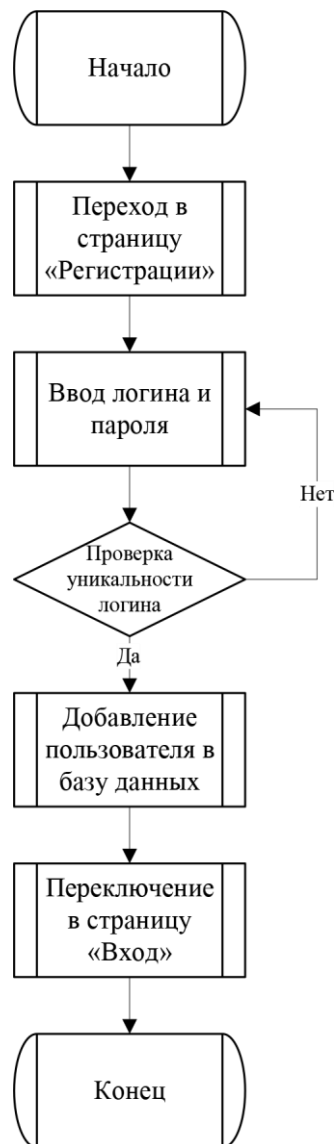 Начало
Переход в
страницу
«Регистрации»
Ввод логина и
пароля
Нет
Проверка
уникальности
логина
Да
Добавление
пользователя в
базу данных
Переключение
в страницу
«Вход»
Конец